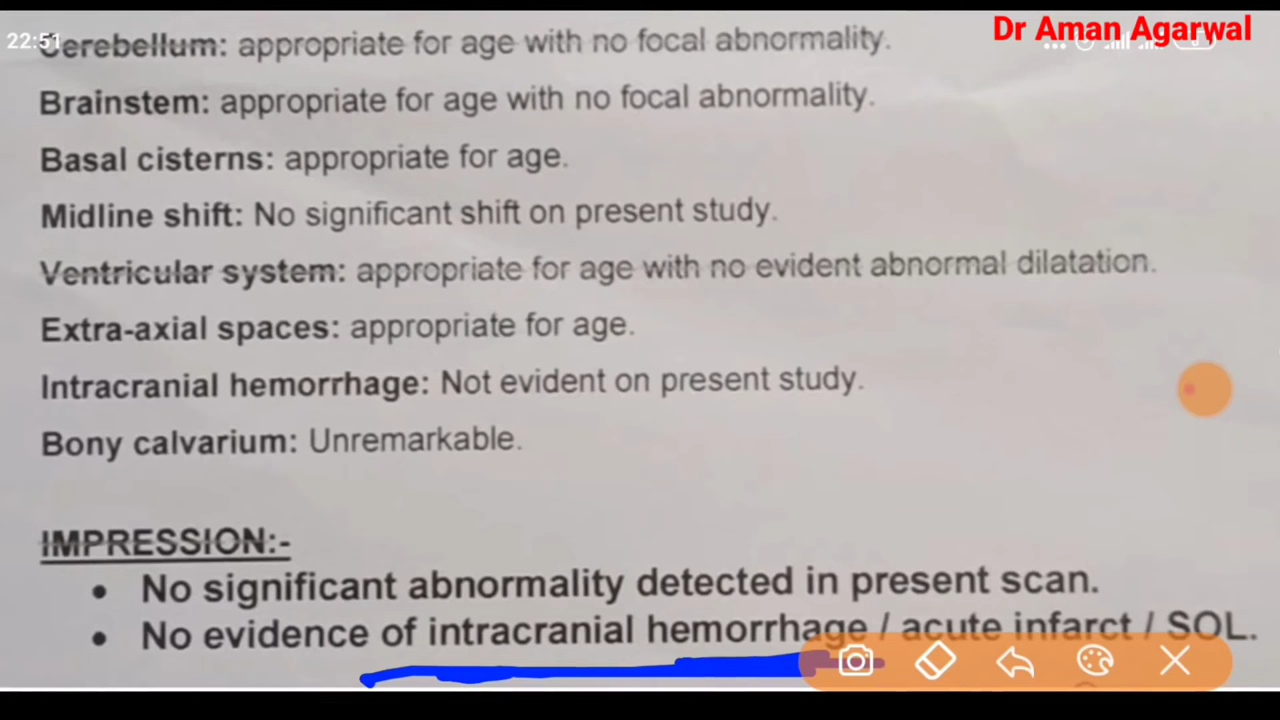 Dr Aman Agarwal
22:51
Cerebellum: appropriate for age with no focal abnormality.
Brainstem: appropriate for age with no focal abnormality.
Basal cisterns: appropriate for age.
Midline shift: No significant shift on present study.
Ventricular system: appropriate for age with no evident abnormal dilatation.
Extra-axial spaces: appropriate for age.
Intracranial hemorrhage: Not evident on present study.
Bony calvarium: Unremarkable.
IMPRESSION:-
• No significant abnormality detected in present scan.
• No evidence of intracranial hemorrhage / acute infarct / SOL.